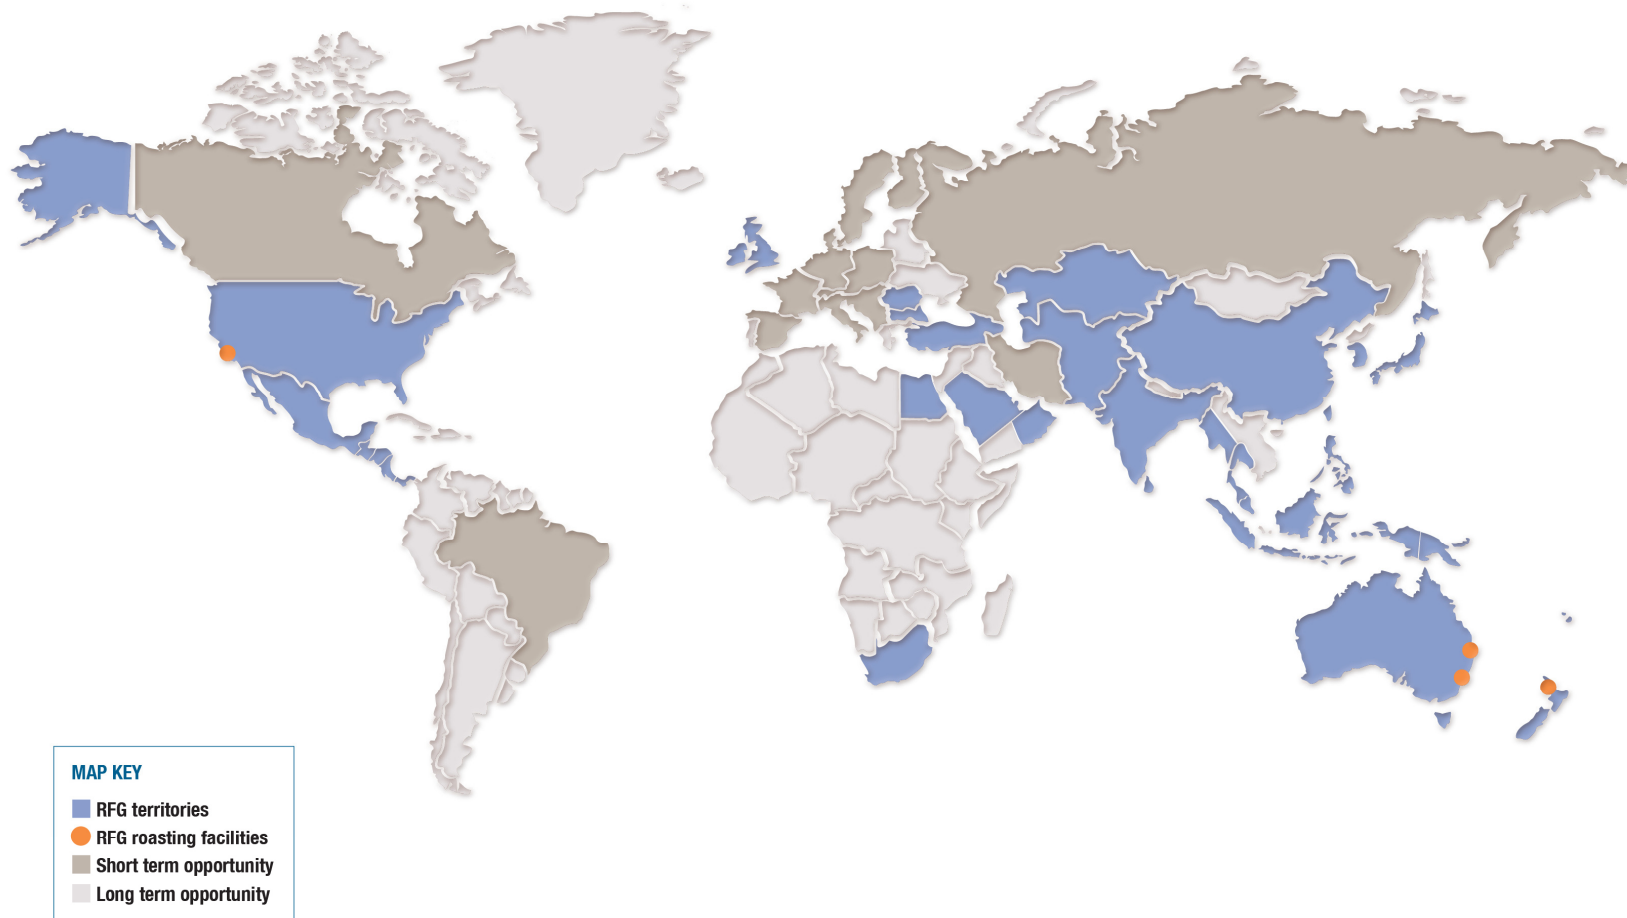 MAP KEY
RFG territories
RFG roasting facilities
Short term opportunity
Long term opportunity